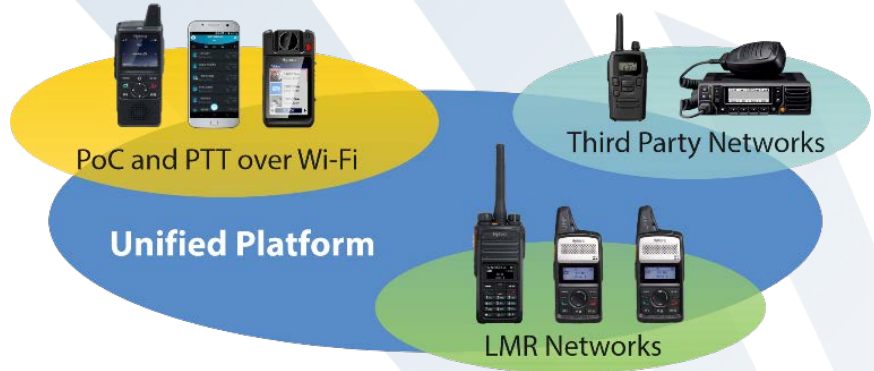 PoC and PTT over Wi-Fi
Third Party Networks
Unified Platform
LMR Networks